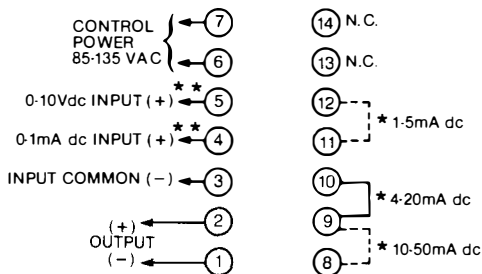 CONTROL POWER 85-135 VAC
7
6
14 N.C.
13 N.C.
0-10Vdc INPUT (+) ** 5
0-1mA dc INPUT (+) ** 4
INPUT COMMON (−) 3
(+) 2
OUTPUT
(−) 1
12
11
* 1-5mA dc
10
9
* 4-20mA dc
8
* 10-50mA dc